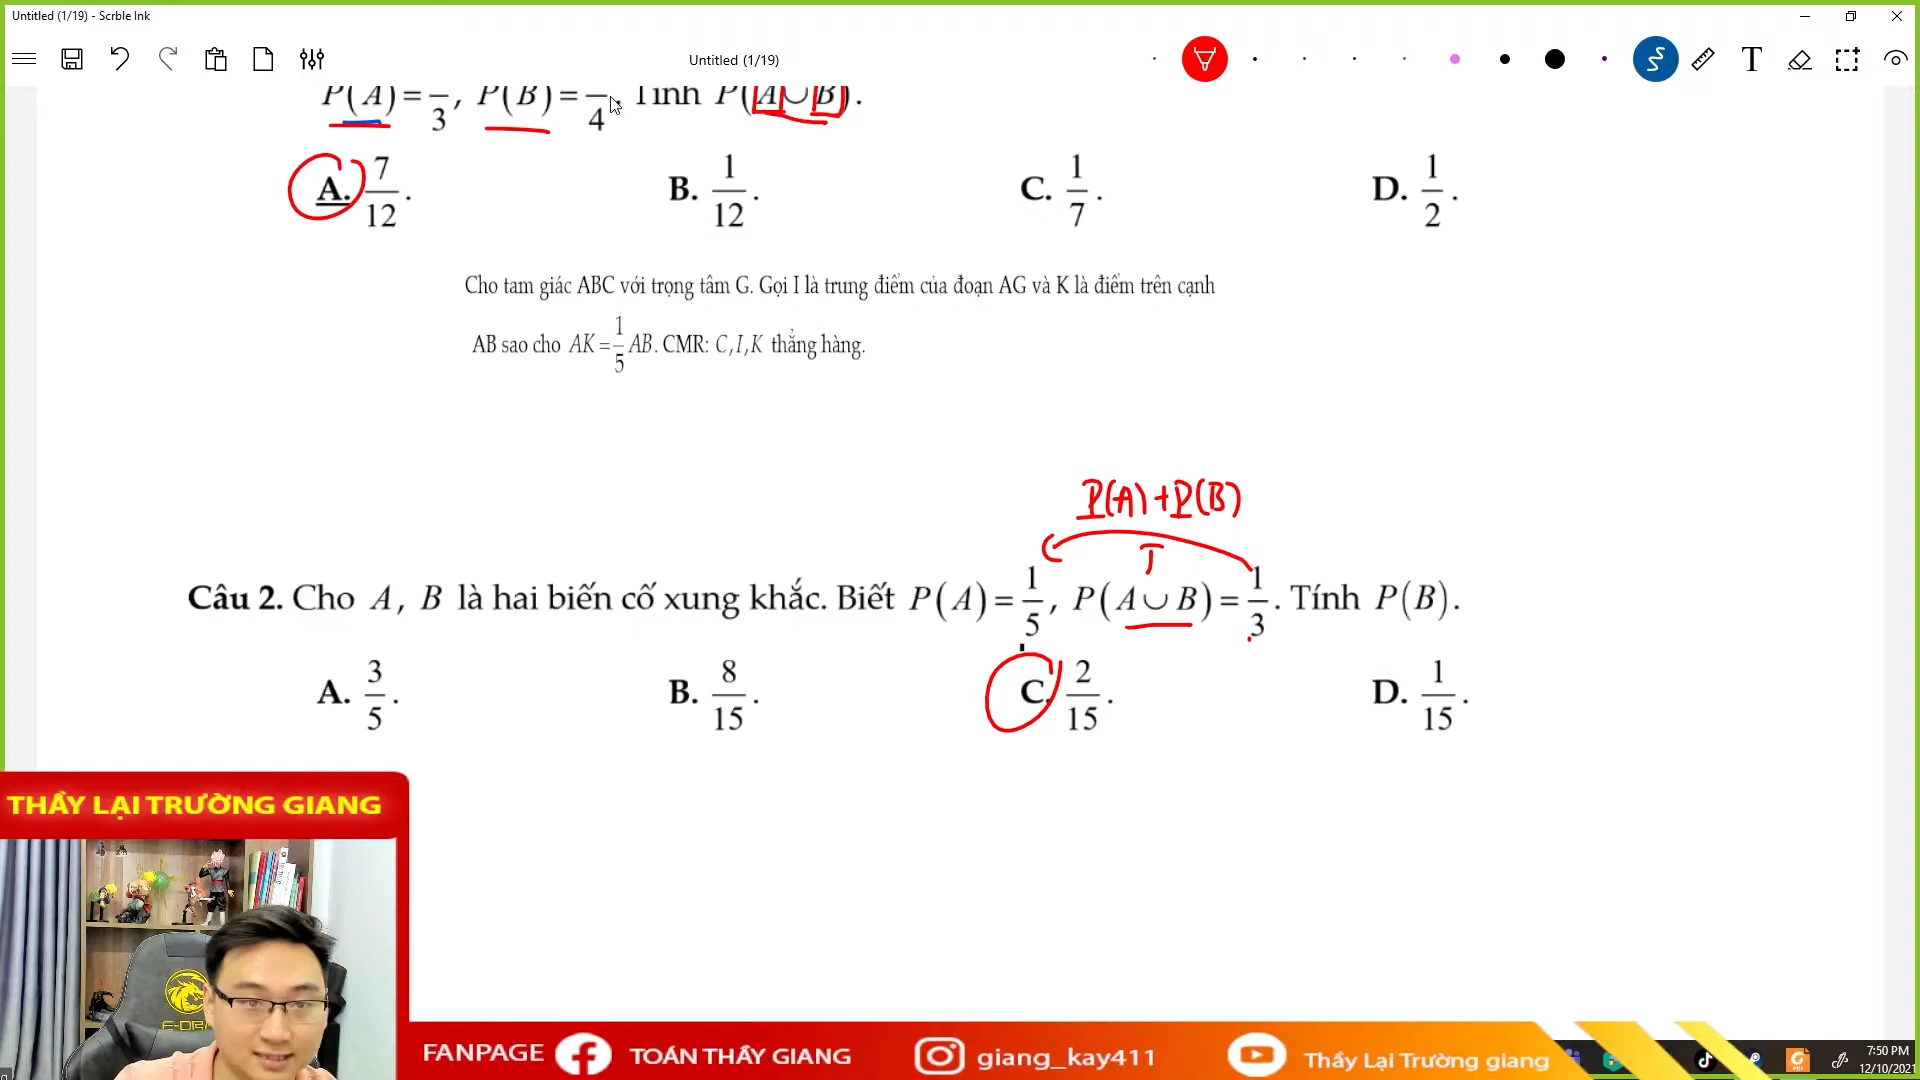 Untitled (1/19) - Scrble Ink
Untitled (1/19)
P(A) = /3, P(B) = /4. Tính P(A∪B).
A. 7/12. B. 1/12. C. 1/7. D. 1/2.
Cho tam giác ABC với trọng tâm G. Gọi I là trung điểm của đoạn AG và K là điểm trên cạnh
AB sao cho AK = 1/5 AB. CMR: C, I, K thẳng hàng.
P(A) + P(B)
Câu 2. Cho A, B là hai biến cố xung khắc. Biết P(A) = 1/5, P(A∪B) = 1/3. Tính P(B).
A. 3/5. B. 8/15. C. 2/15. D. 1/15.
THẦY LẠI TRƯỜNG GIANG
FANPAGE TOÁN THẦY GIANG giang_kay411 Thầy Lại Trường giang
7:50 PM
12/10/2021